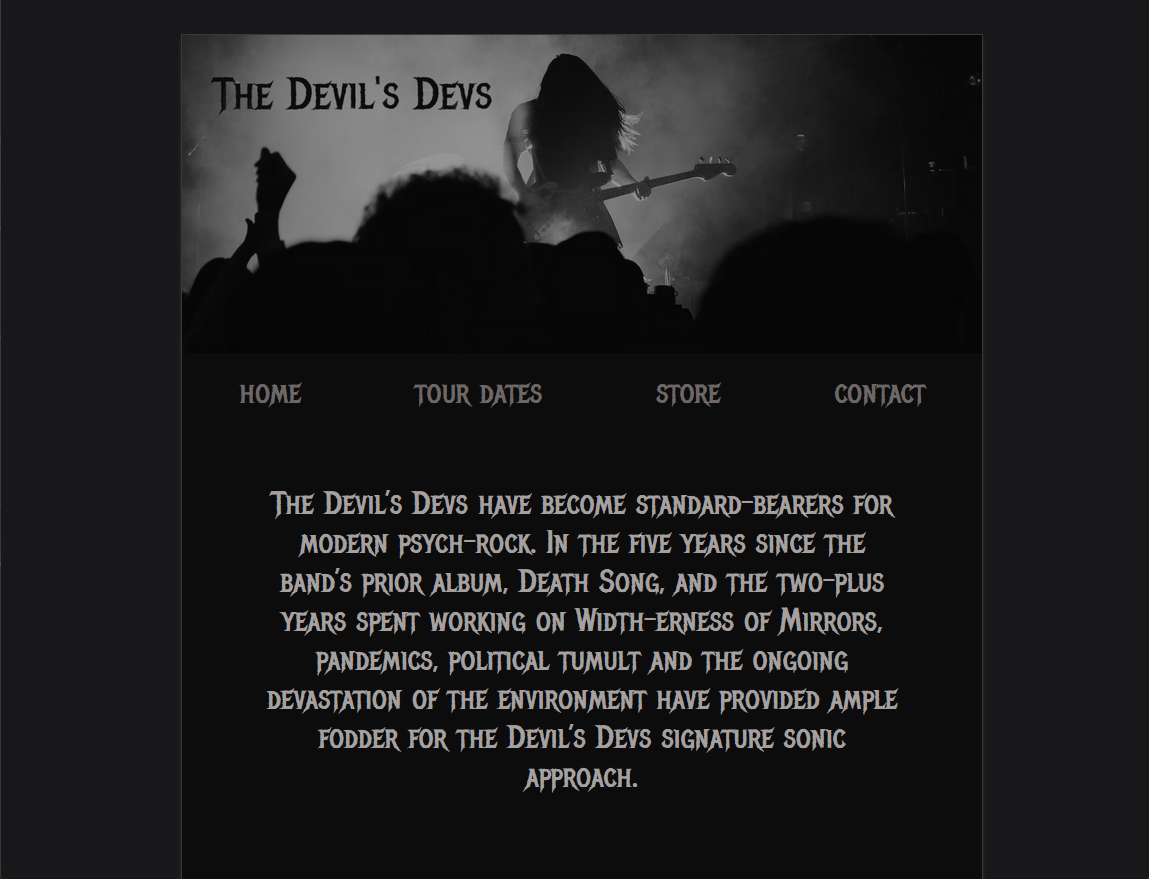 The Devil's Devs
HOME
TOUR DATES
STORE
CONTACT
The Devil's Devs have become standard-bearers for
modern psych-rock. In the five years since the
band's prior album, Death Song, and the two-plus
years spent working on Width-erness of Mirrors,
pandemics, political tumult and the ongoing
devastation of the environment have provided ample
fodder for the Devil's Devs signature sonic
approach.